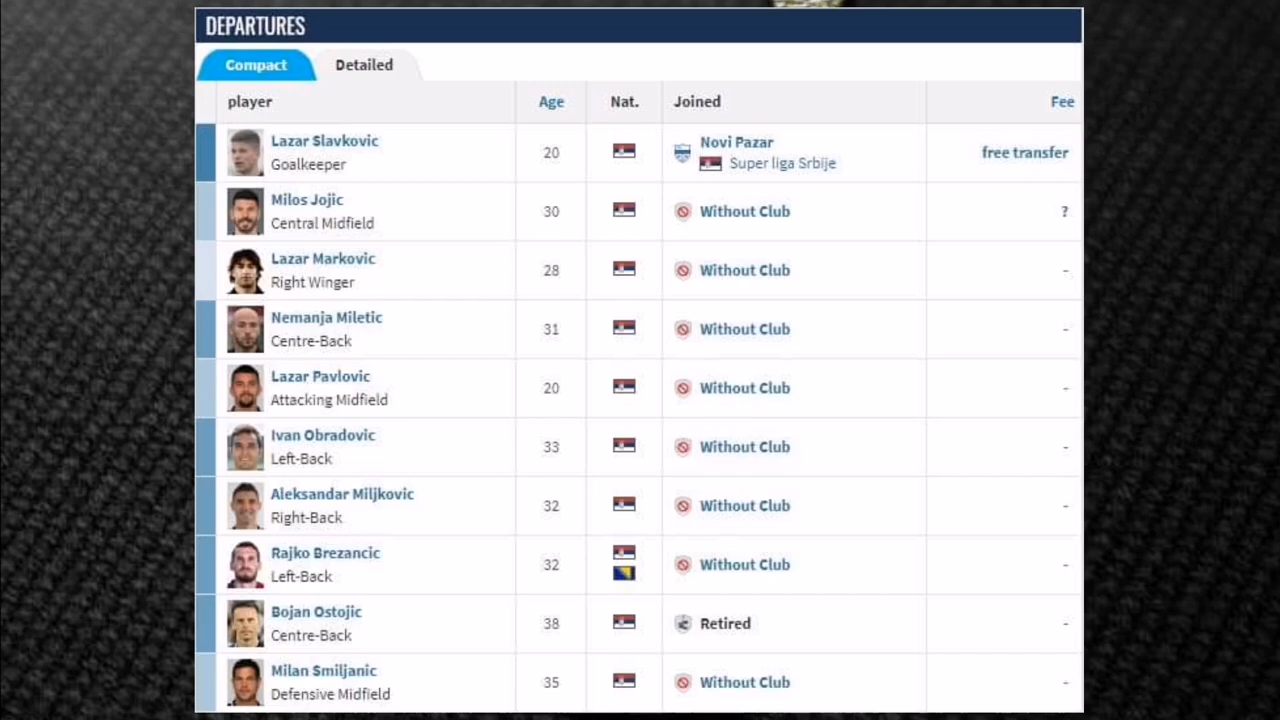 DEPARTURES
Compact Detailed
player Age Nat. Joined Fee
Lazar Slavkovic
Goalkeeper
20
Novi Pazar
Super liga Srbije
free transfer
Milos Jojic
Central Midfield
30
Without Club
?
Lazar Markovic
Right Winger
28
Without Club
-
Nemanja Miletic
Centre-Back
31
Without Club
-
Lazar Pavlovic
Attacking Midfield
20
Without Club
-
Ivan Obradovic
Left-Back
33
Without Club
-
Aleksandar Miljkovic
Right-Back
32
Without Club
-
Rajko Brezancic
Left-Back
32
Without Club
-
Bojan Ostojic
Centre-Back
38
Retired
-
Milan Smiljanic
Defensive Midfield
35
Without Club
-